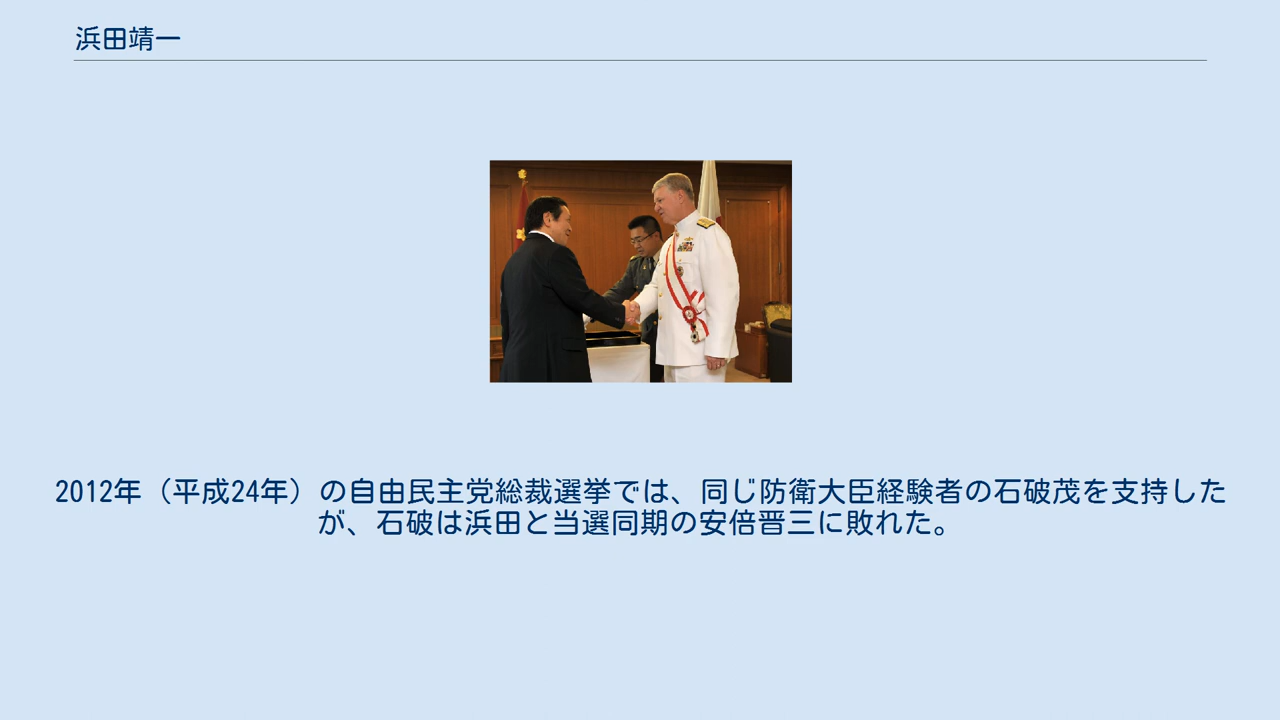 浜田靖一
2012年（平成24年）の自由民主党総裁選挙では、同じ防衛大臣経験者の石破茂を支持した
が、石破は浜田と当選同期の安倍晋三に敗れた。